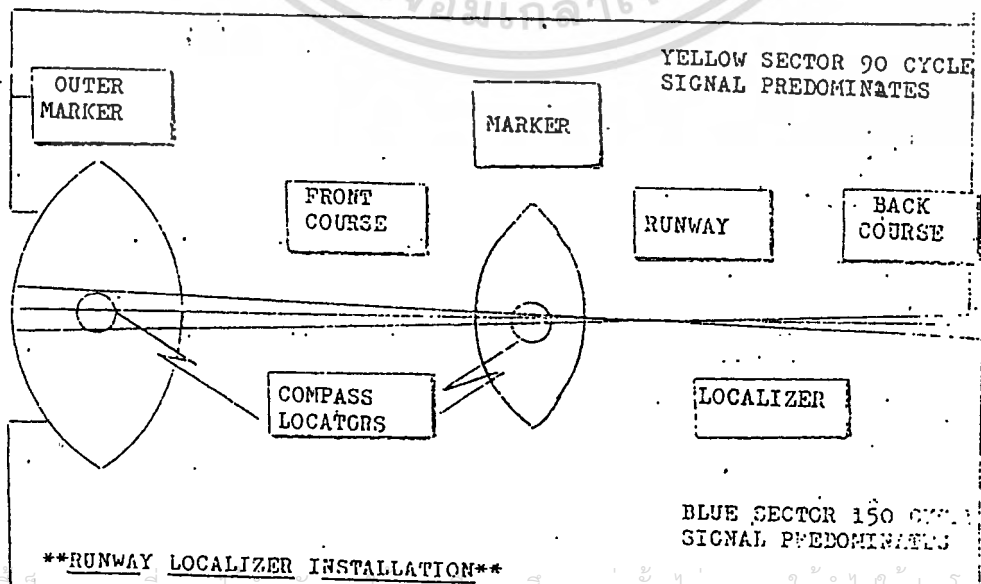 YELLOW SECTOR 90 CYCLE
SIGNAL PREDOMINATES
OUTER
MARKER
MARKER
FRONT
COURSE
RUNWAY
BACK
COURSE
COMPASS
LOCATORS
LOCALIZER
BLUE SECTOR 150
SIGNAL PREDOMINATES
**RUNWAY LOCALIZER INSTALLATION**